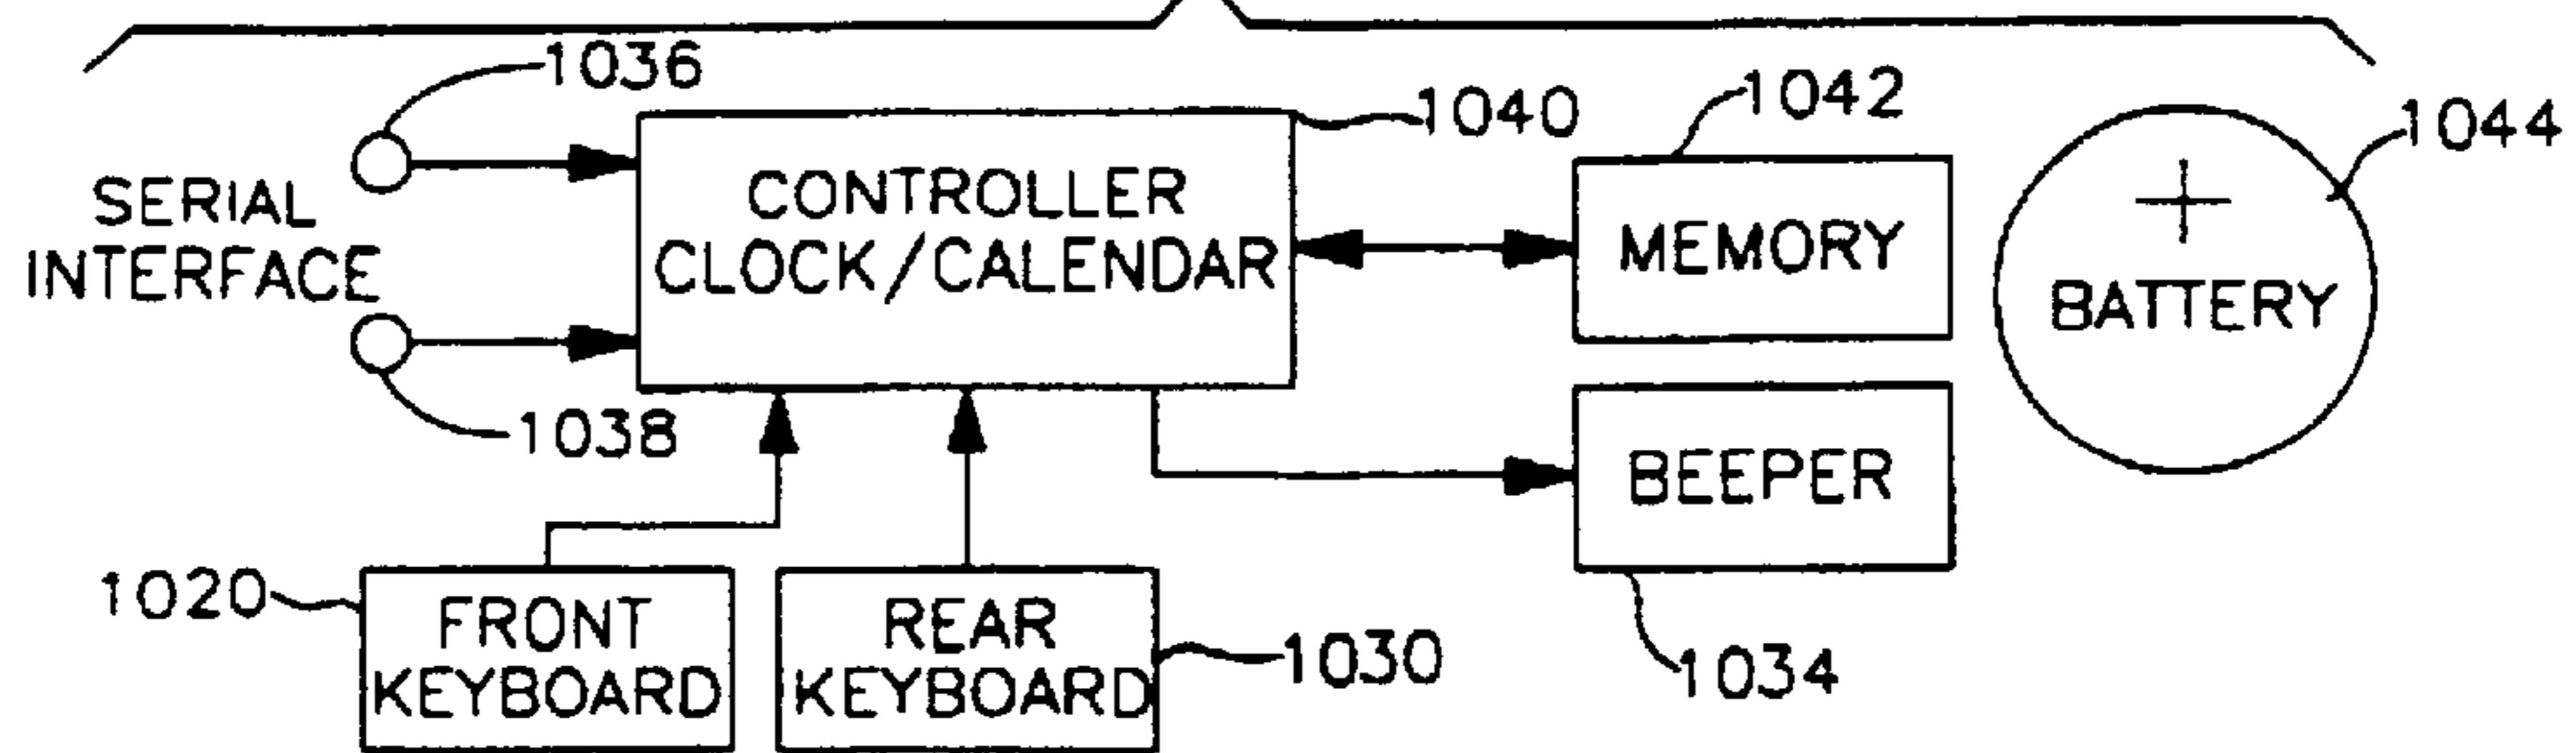 1036
1040
1042
1044
SERIAL
INTERFACE
CONTROLLER
CLOCK/CALENDAR
MEMORY
+
BATTERY
1038
BEEPER
1020
FRONT
KEYBOARD
REAR
KEYBOARD
1030
1034